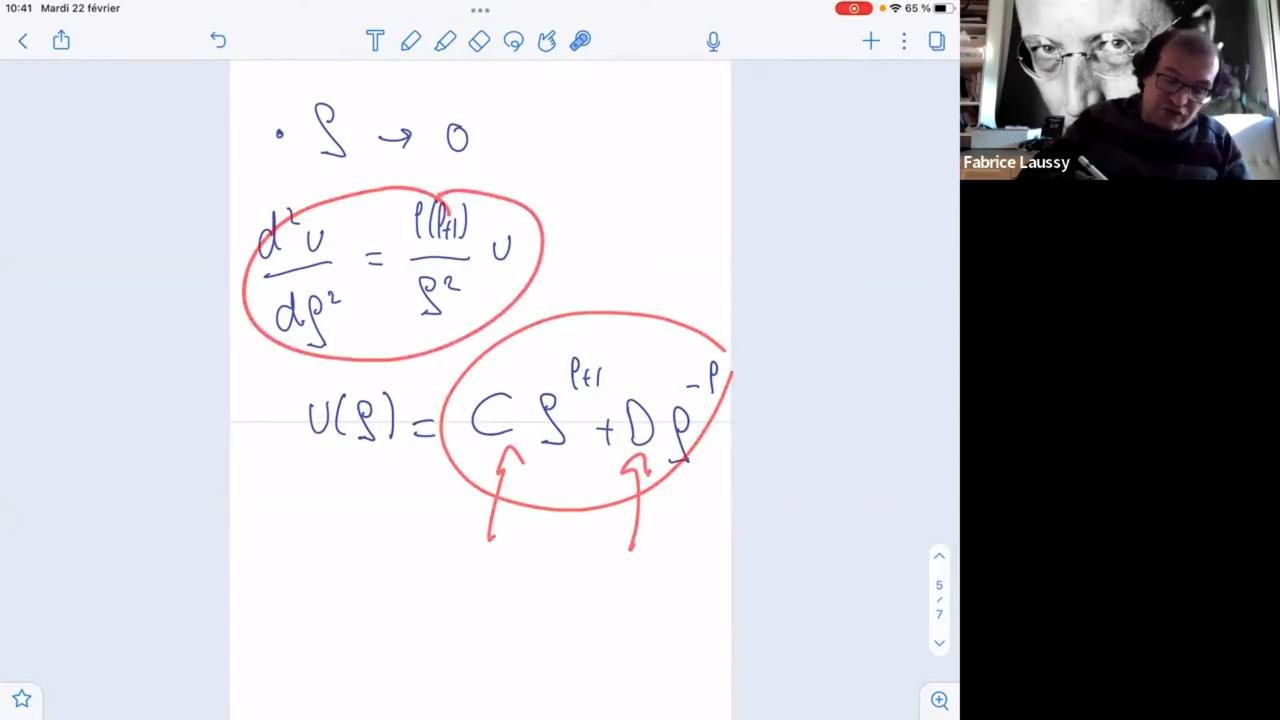 10:41 Mardi 22 février
65 %
T
• ρ → 0
d²u/dρ² = ℓ(ℓ+1)/ρ² u
u(ρ) = C ρ^{ℓ+1} + D ρ^{-ℓ}
5
/
7
Fabrice Laussy